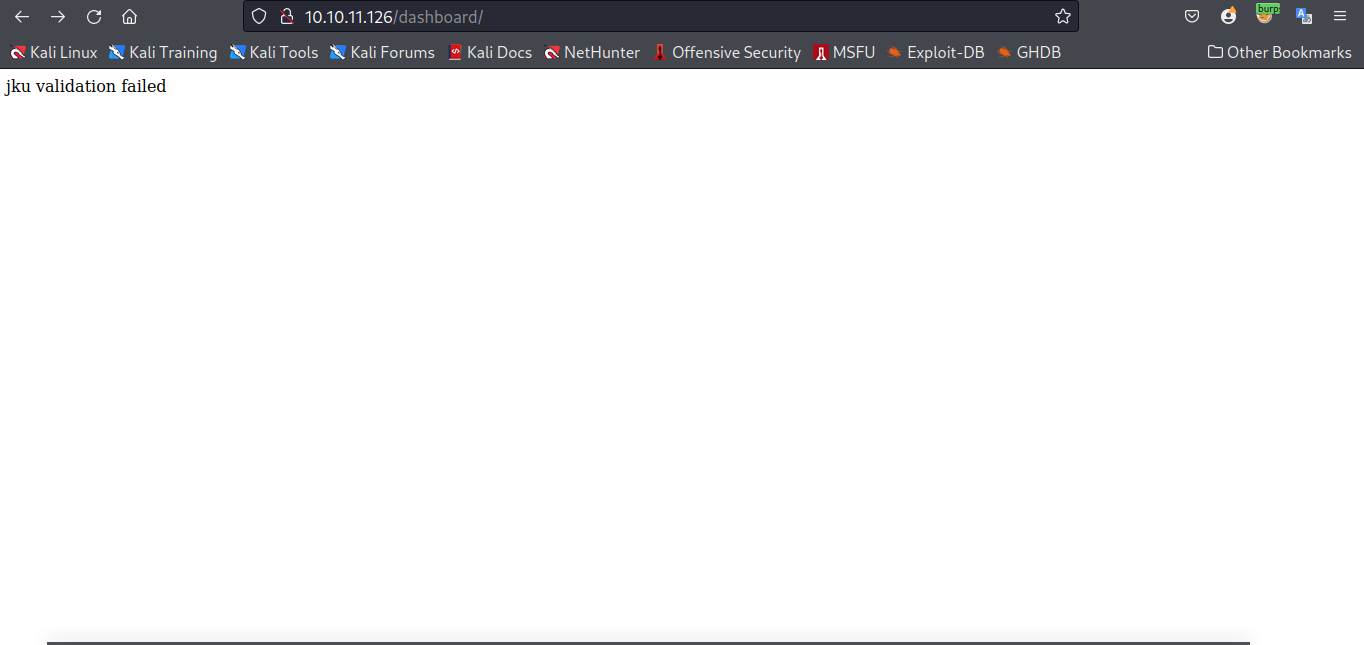 10.10.11.126/dashboard/
burp
Kali Linux Kali Training Kali Tools Kali Forums Kali Docs NetHunter Offensive Security MSFU Exploit-DB GHDB Other Bookmarks
jku validation failed